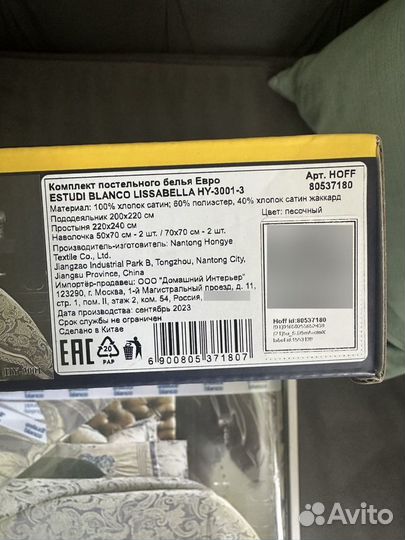 Комплект постельного белья Евро
Арт. HOFF
ESTUDI BLANCO LISSABELLA HY-3001-3
80537180
Материал: 100% хлопок сатин; 60% полиэстер, 40% хлопок сатин жаккард
Пододеяльник 200х220 см
Цвет: песочный
Простыня 220х240 см
Наволочка 50х70 см - 2 шт. / 70х70 см - 2 шт.
Производитель-изготовитель: Nantong Hongye
Textile Co., Ltd.
Jiangzao Industrial Park B, Tongzhou, Nantong City,
Jiangsu Province, China
Импортёр-продавец: ООО "Домашний Интерьер"
123290, г. Москва, 1-й Магистральный проезд, д. 11,
стр. 1, пом, II, этаж 2, ком. 54, Россия,
Дата производства: сентябрь 2023
Срок службы не ограничен
Сделано в Китае
Hoff id:80537180
EAC
20
PAP
6 900805 371807
HY-3001
Avito